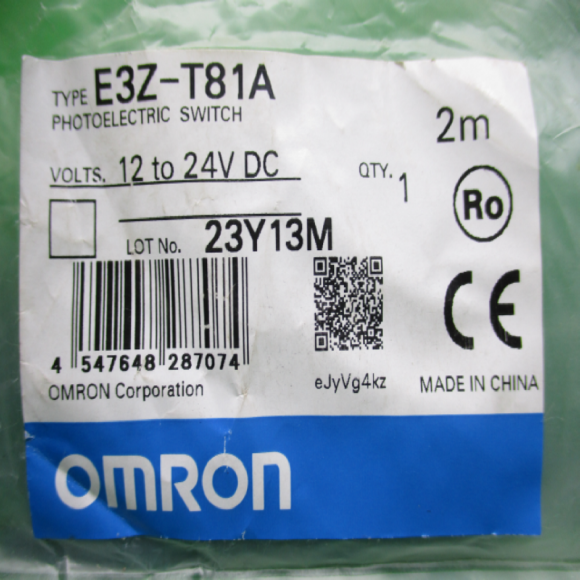 TYPE E3Z-T81A
PHOTOELECTRIC SWITCH
2m
VOLTS. 12 to 24V DC
QTY. 1
Ro
LOT No. 23Y13M
CE
4 547648 287074
eJyVg4kz
OMRON Corporation
MADE IN CHINA
OMRON